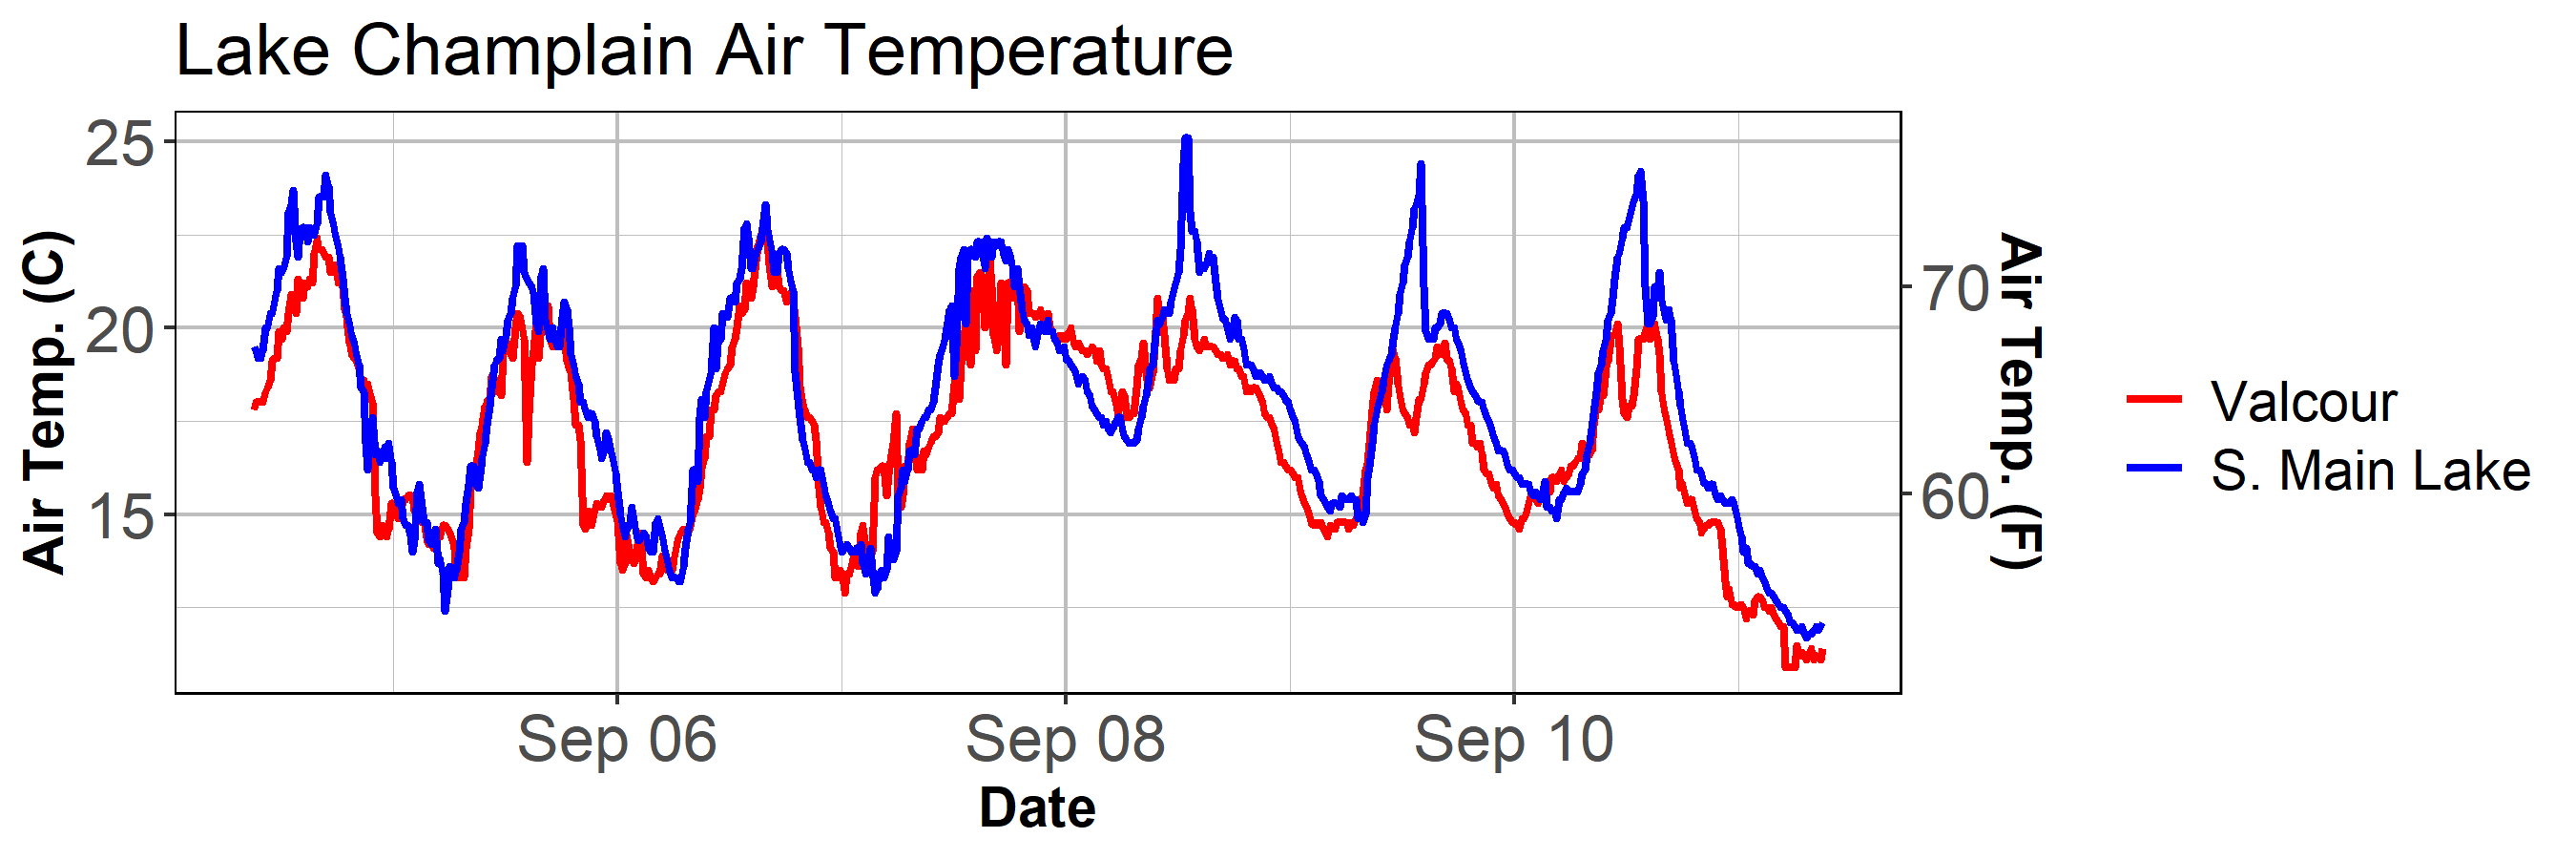 Lake Champlain Air Temperature
Air Temp. (C)
25
20
15
70
60
Air Temp. (F)
Sep 06
Sep 08
Sep 10
Date
Valcour
S. Main Lake